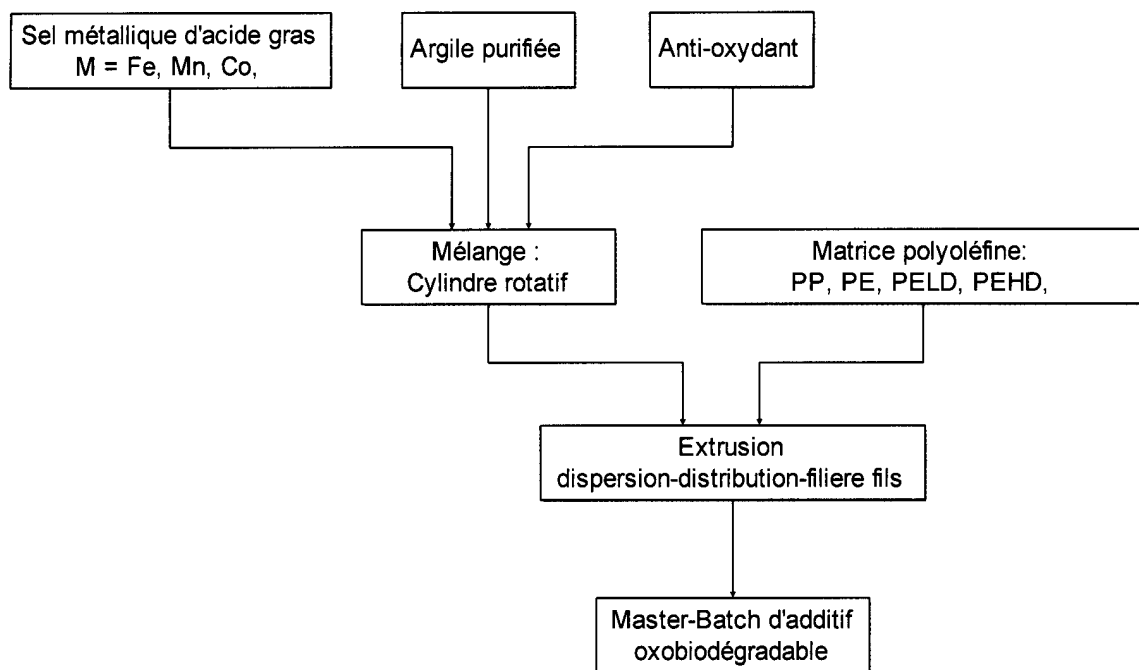 Sel métallique d'acide gras
M = Fe, Mn, Co,
Argile purifiée
Anti-oxydant
Mélange :
Cylindre rotatif
Matrice polyoléfine:
PP, PE, PELD, PEHD,
Extrusion
dispersion-distribution-filiere fils
Master-Batch d'additif
oxobiodégradable